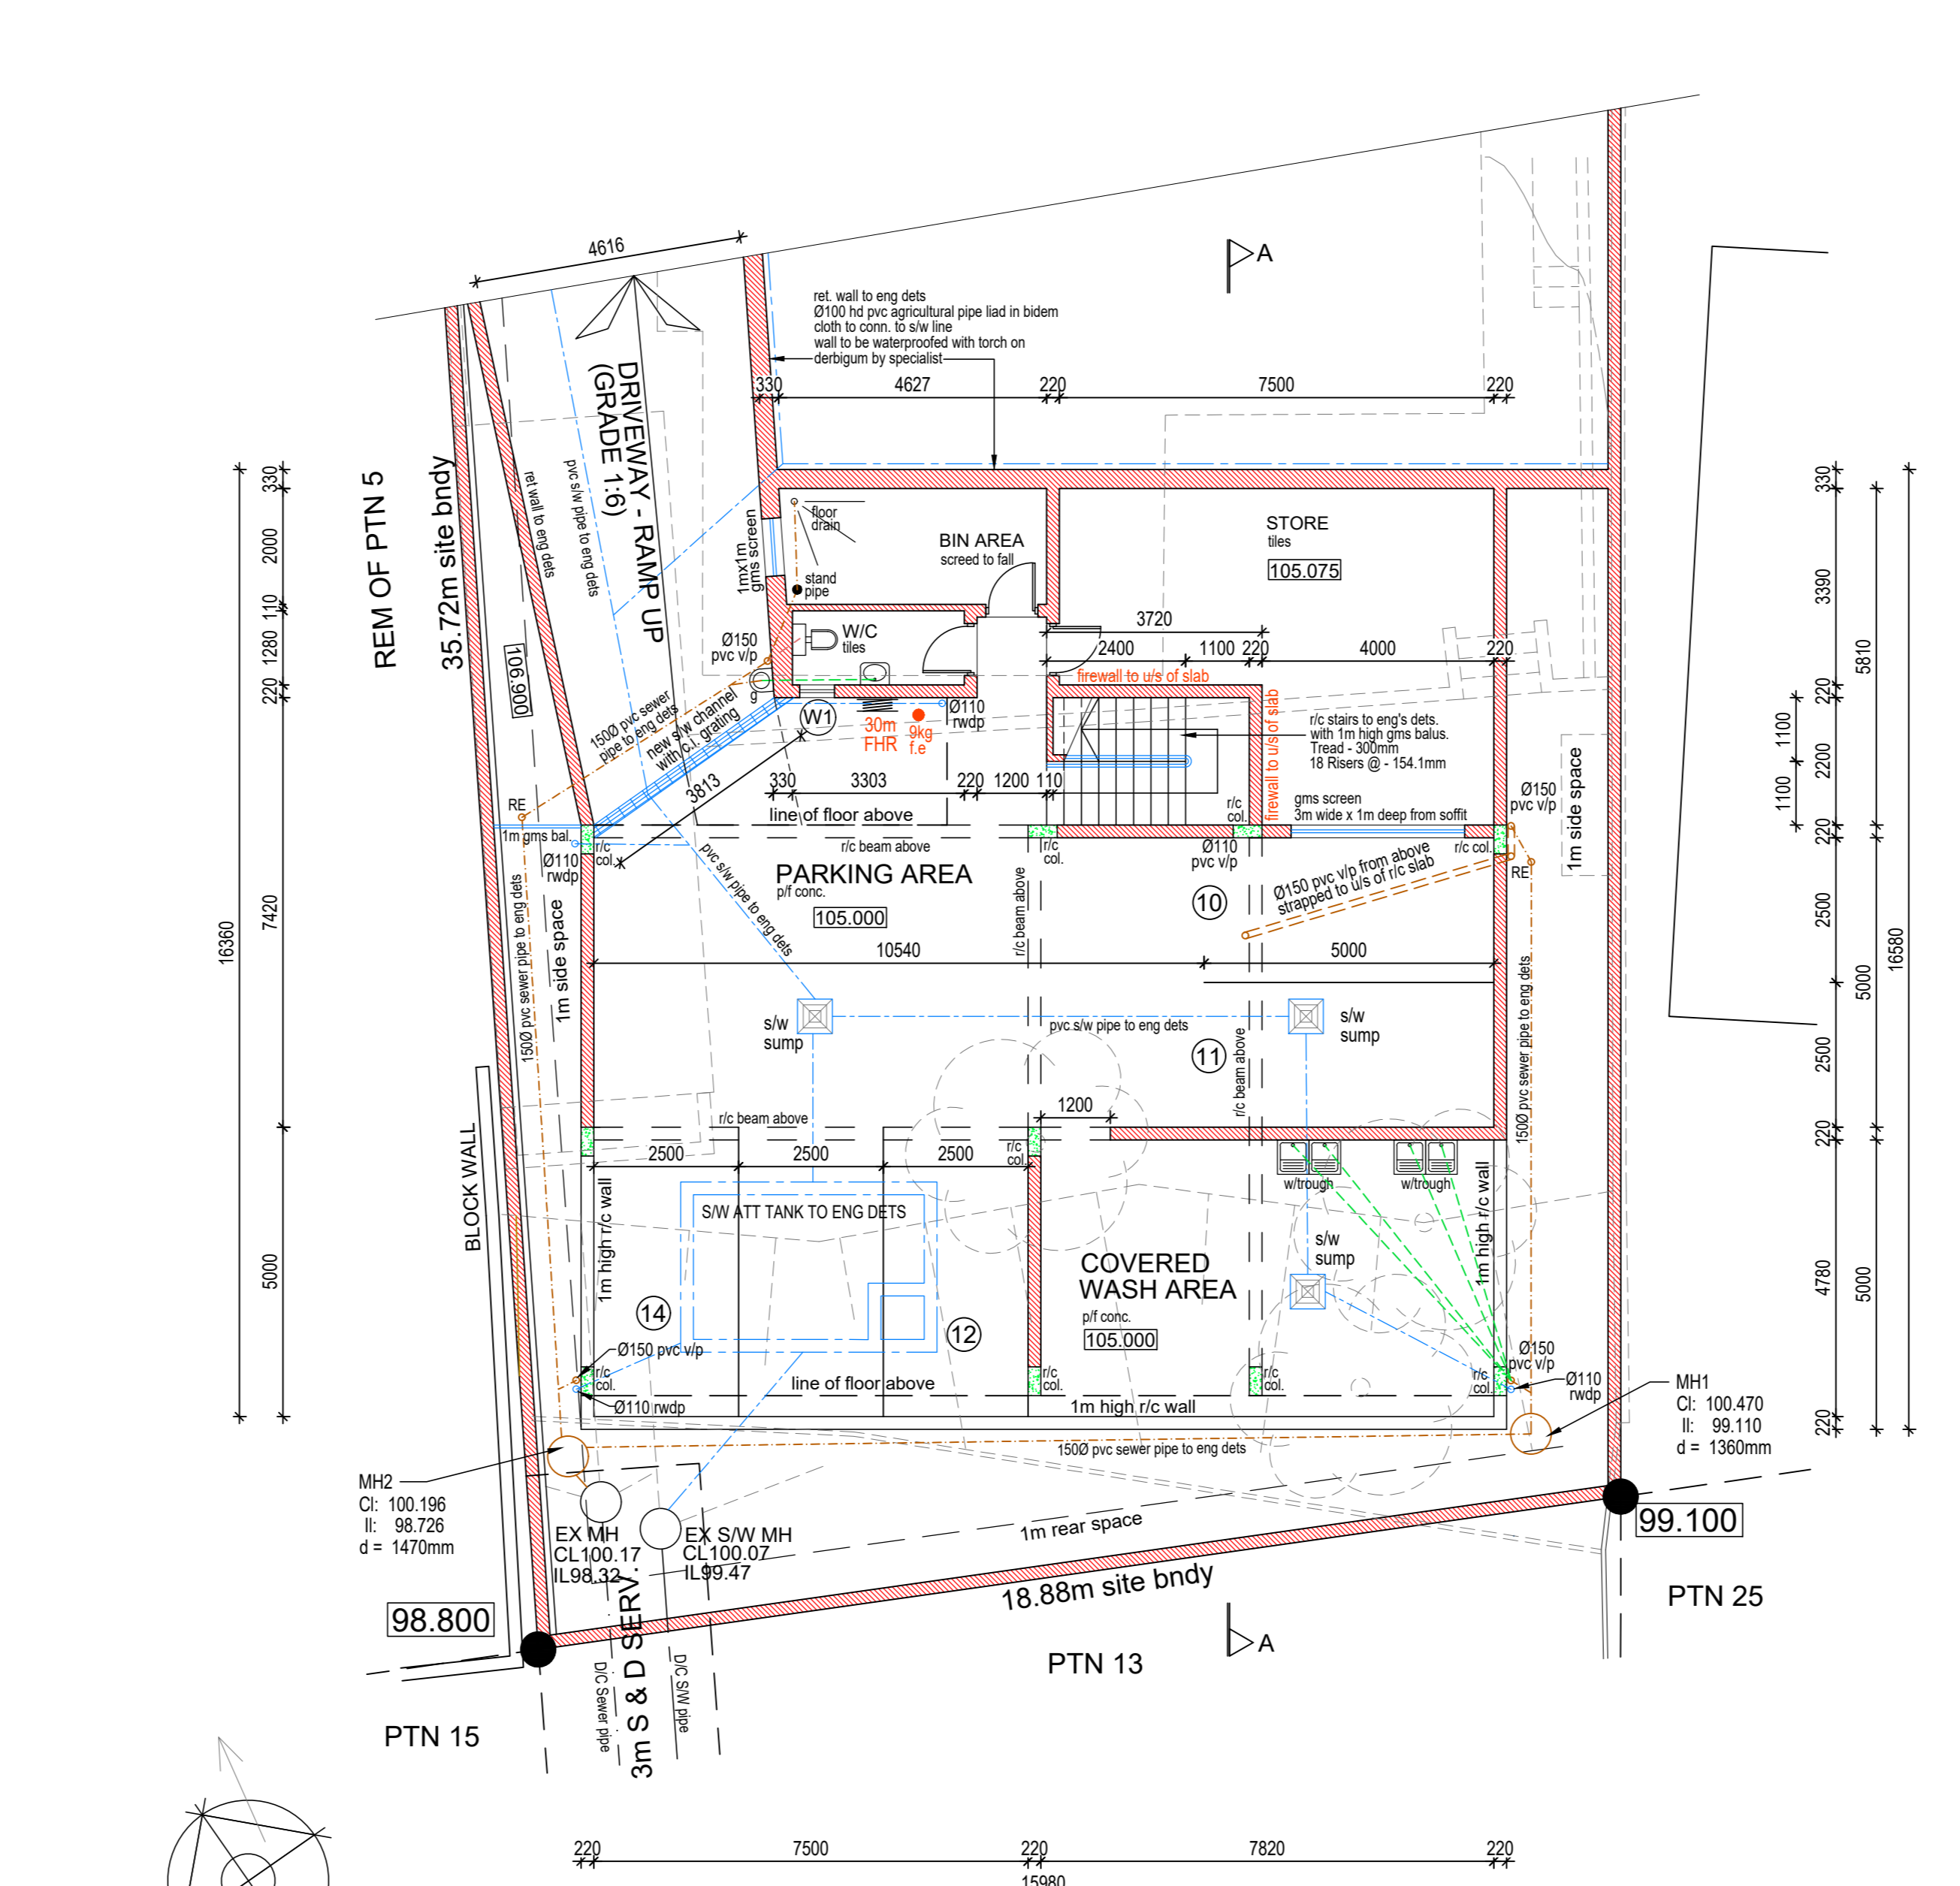 4616
A
ret. wall to eng dets
Ø100 hd pvc agricultural pipe liad in bidem
cloth to conn. to s/w line
wall to be waterproofed with torch on
derbigum by specialist
330
4627
220
7500
220
DRIVEWAY - RAMP UP
(GRADE 1:6)
REM OF PTN 5
35.72m site bndy
ret wall to eng dets
pvc s/w pipe to eng dets
106.900
16360
330
2000
110
1280
220
7420
5000
1mx1m
gms screen
floor
drain
stand
pipe
BIN AREA
screed to fall
STORE
tiles
105.075
W/C
tiles
Ø150
pvc v/p
g
3720
2400
1100
220
4000
220
firewall to u/s of slab
firewall to u/s of slab
W1
30m
FHR
9kg
f.e
Ø110
rwdp
r/c stairs to eng's dets.
with 1m high gms balus.
Tread - 300mm
18 Risers @ - 154.1mm
150Ø pvc sewer
pipe to eng dets
new s/w channel
with c.i. grating
3813
330
3303
220
1200
110
gms screen
3m wide x 1m deep from soffit
r/c
col.
Ø150
pvc v/p
1m side space
330
3390
220
1100
2200
1100
220
2500
2500
220
4780
220
5810
5000
5000
16580
RE
1m gms bal.
Ø110
rwdp
r/c
col.
line of floor above
r/c beam above
r/c
col.
Ø110
pvc v/p
r/c col.
RE
PARKING AREA
p/f conc.
105.000
pvc s/w pipe to eng dets
r/c beam above
10
Ø150 pvc v/p from above
strapped to u/s of r/c slab
10540
5000
150Ø pvc sewer pipe to eng dets
1m side space
150Ø pvc sewer pipe to eng dets
s/w
sump
pvc s/w pipe to eng dets
s/w
sump
11
r/c beam above
r/c beam above
1200
r/c
col.
2500
2500
2500
w/trough
w/trough
BLOCK WALL
1m high r/c wall
S/W ATT TANK TO ENG DETS
1m high r/c wall
s/w
sump
COVERED
WASH AREA
p/f conc.
105.000
14
12
Ø150 pvc v/p
r/c
col.
r/c
col.
r/c
col.
r/c
col.
Ø150
pvc v/p
Ø110
rwdp
line of floor above
Ø110 rwdp
1m high r/c wall
150Ø pvc sewer pipe to eng dets
MH1
Cl: 100.470
Il: 99.110
d = 1360mm
MH2
Cl: 100.196
Il: 98.726
d = 1470mm
EX MH
CL100.17
IL98.32
EX S/W MH
CL100.07
IL99.47
1m rear space
18.88m site bndy
99.100
98.800
PTN 25
PTN 13
A
PTN 15
D/C Sewer pipe
3m S & D SERV.
D/C S/W pipe
220
7500
220
7820
220
15980